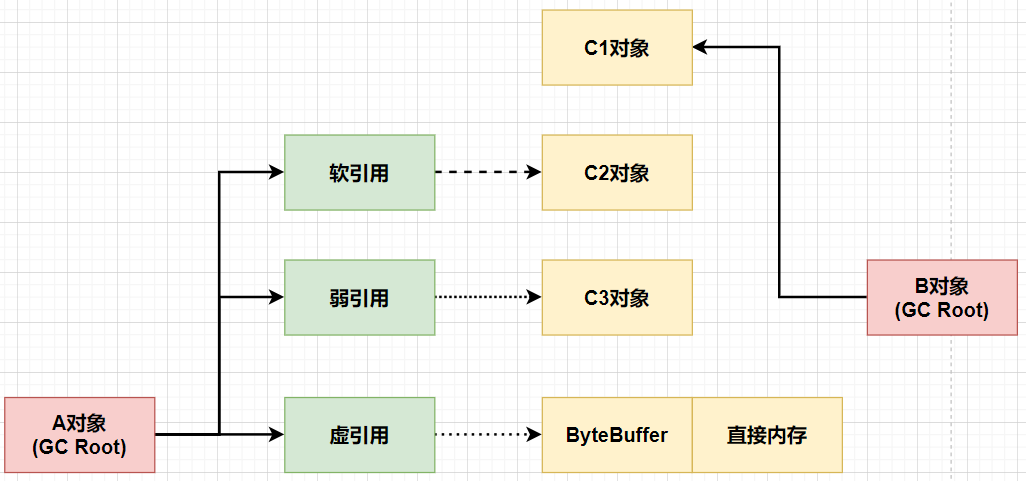 C1对象
软引用
C2对象
弱引用
C3对象
B对象
(GC Root)
A对象
(GC Root)
虚引用
ByteBuffer
直接内存